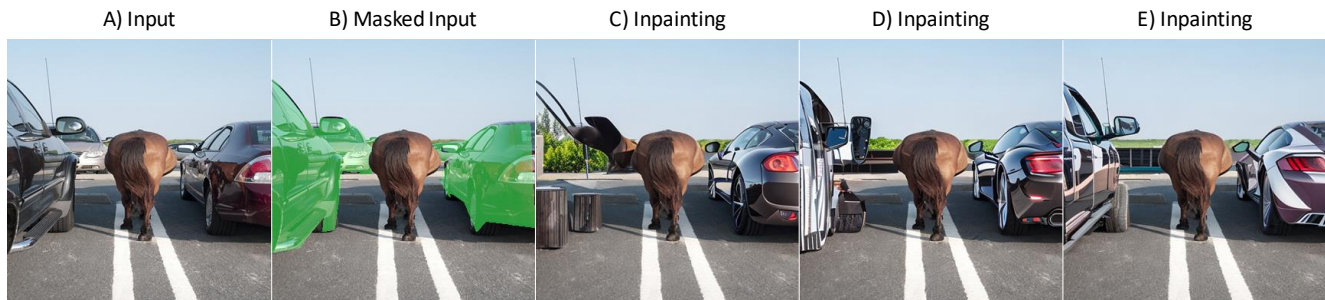 A) Input
B) Masked Input
C) Inpainting
D) Inpainting
E) Inpainting